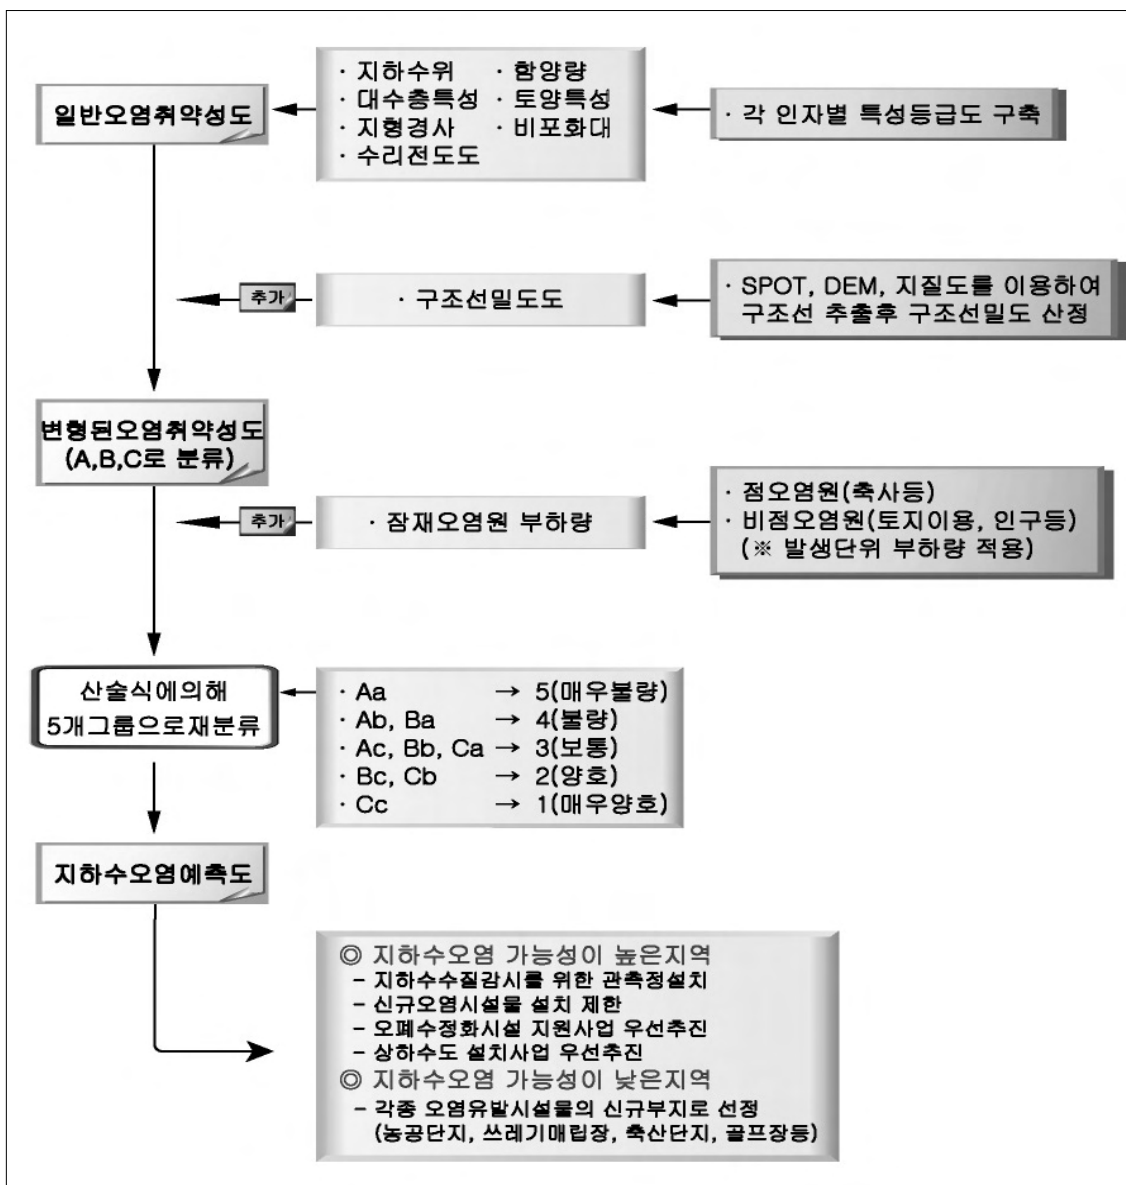 일반오염취약성도
· 지하수위 · 함양량
· 대수층특성 · 토양특성
· 지형경사 · 비포화대
· 수리전도도
· 각 인자별 특성등급도 구축
추가
· 구조선밀도도
· SPOT, DEM, 지질도를 이용하여
구조선 추출후 구조선밀도 산정
변형된오염취약성도
(A,B,C로 분류)
추가
· 잠재오염원 부하량
· 점오염원(축사등)
· 비점오염원(토지이용, 인구등)
(※ 발생단위 부하량 적용)
산술식에의해
5개그룹으로재분류
· Aa → 5(매우불량)
· Ab, Ba → 4(불량)
· Ac, Bb, Ca → 3(보통)
· Bc, Cb → 2(양호)
· Cc → 1(매우양호)
지하수오염예측도
◎ 지하수오염 가능성이 높은지역
– 지하수수질감시를 위한 관측정설치
– 신규오염시설물 설치 제한
– 오폐수정화시설 지원사업 우선추진
– 상하수도 설치사업 우선추진
◎ 지하수오염 가능성이 낮은지역
– 각종 오염유발시설물의 신규부지로 선정
(농공단지, 쓰레기매립장, 축산단지, 골프장등)